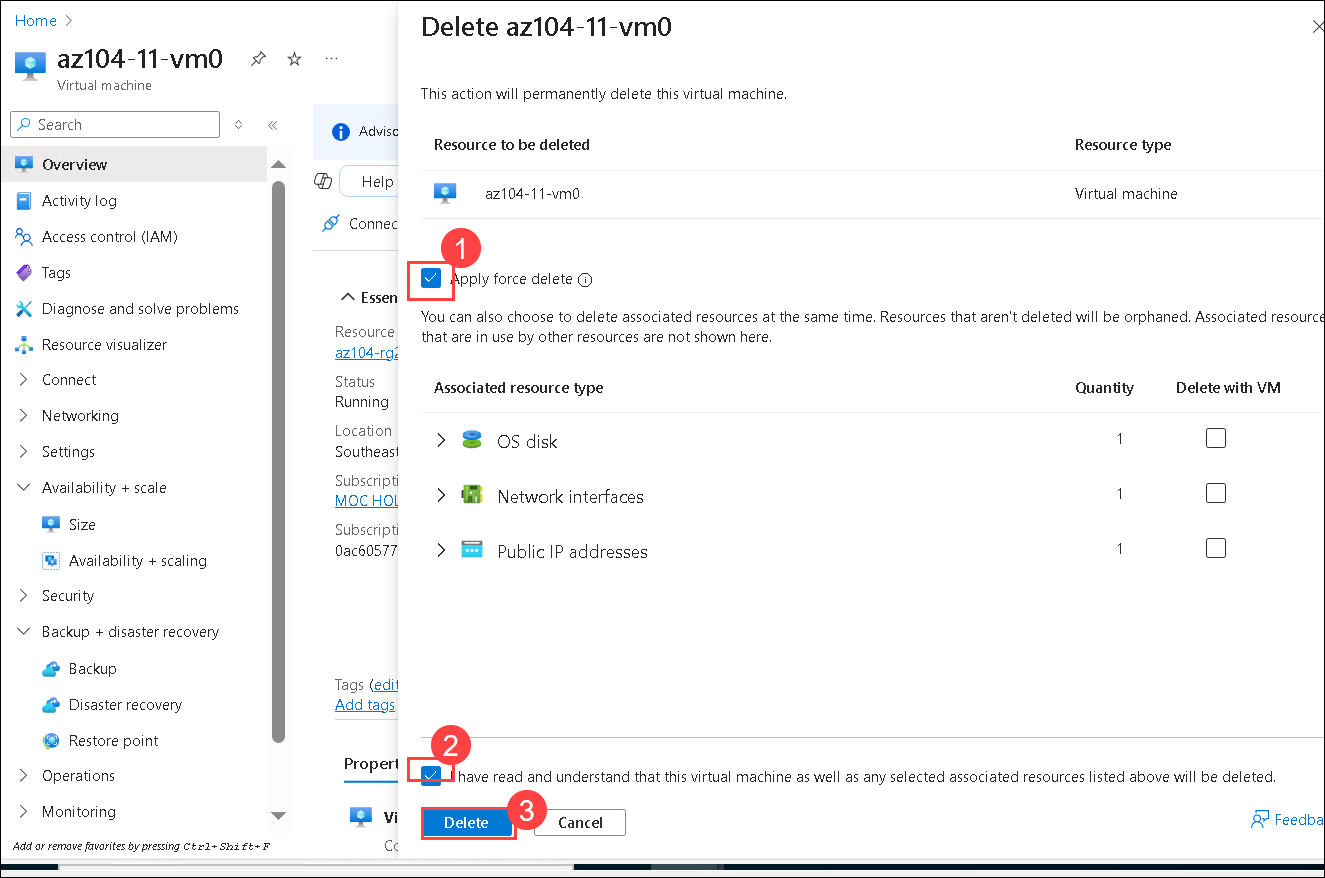 Home
az104-11-vm0
...
Virtual machine
Search
Overview
Activity log
Access control (IAM)
Tags
Diagnose and solve problems
Resource visualizer
Connect
Networking
Settings
Availability + scale
Size
Availability + scaling
Security
Backup + disaster recovery
Backup
Disaster recovery
Restore point
Operations
Monitoring
Add or remove favorites by pressing Ctrl+Shift+F
Adviso
Help
Connec
Essen
Resource
az104-rg2
Status
Running
Location
Southeast
Subscripti
MOC HOL
Subscripti
0ac60577
Tags (edit
Add tags
Propert
Vi
Co
Delete az104-11-vm0
This action will permanently delete this virtual machine.
Resource to be deleted Resource type
az104-11-vm0 Virtual machine
1
Apply force delete
You can also choose to delete associated resources at the same time. Resources that aren't deleted will be orphaned. Associated resource
that are in use by other resources are not shown here.
Associated resource type Quantity Delete with VM
OS disk 1
Network interfaces 1
Public IP addresses 1
2
I have read and understand that this virtual machine as well as any selected associated resources listed above will be deleted.
3
Delete Cancel
Feedba